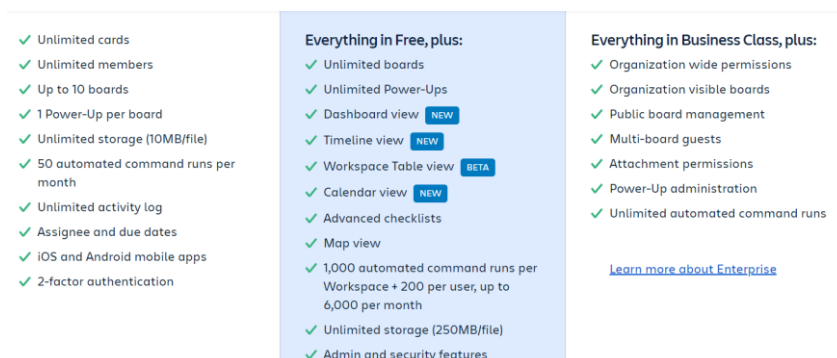 Unlimited cards
Unlimited members
Up to 10 boards
1 Power-Up per board
Unlimited storage (10MB/file)
50 automated command runs per
month
Unlimited activity log
Assignee and due dates
iOS and Android mobile apps
2-factor authentication
Everything in Free, plus:
Unlimited boards
Unlimited Power-Ups
Dashboard view NEW
Timeline view NEW
Workspace Table view BETA
Calendar view NEW
Advanced checklists
Map view
1,000 automated command runs per
Workspace + 200 per user, up to
6,000 per month
Unlimited storage (250MB/file)
Admin and security features
Everything in Business Class, plus:
Organization wide permissions
Organization visible boards
Public board management
Multi-board guests
Attachment permissions
Power-Up administration
Unlimited automated command runs
Learn more about Enterprise